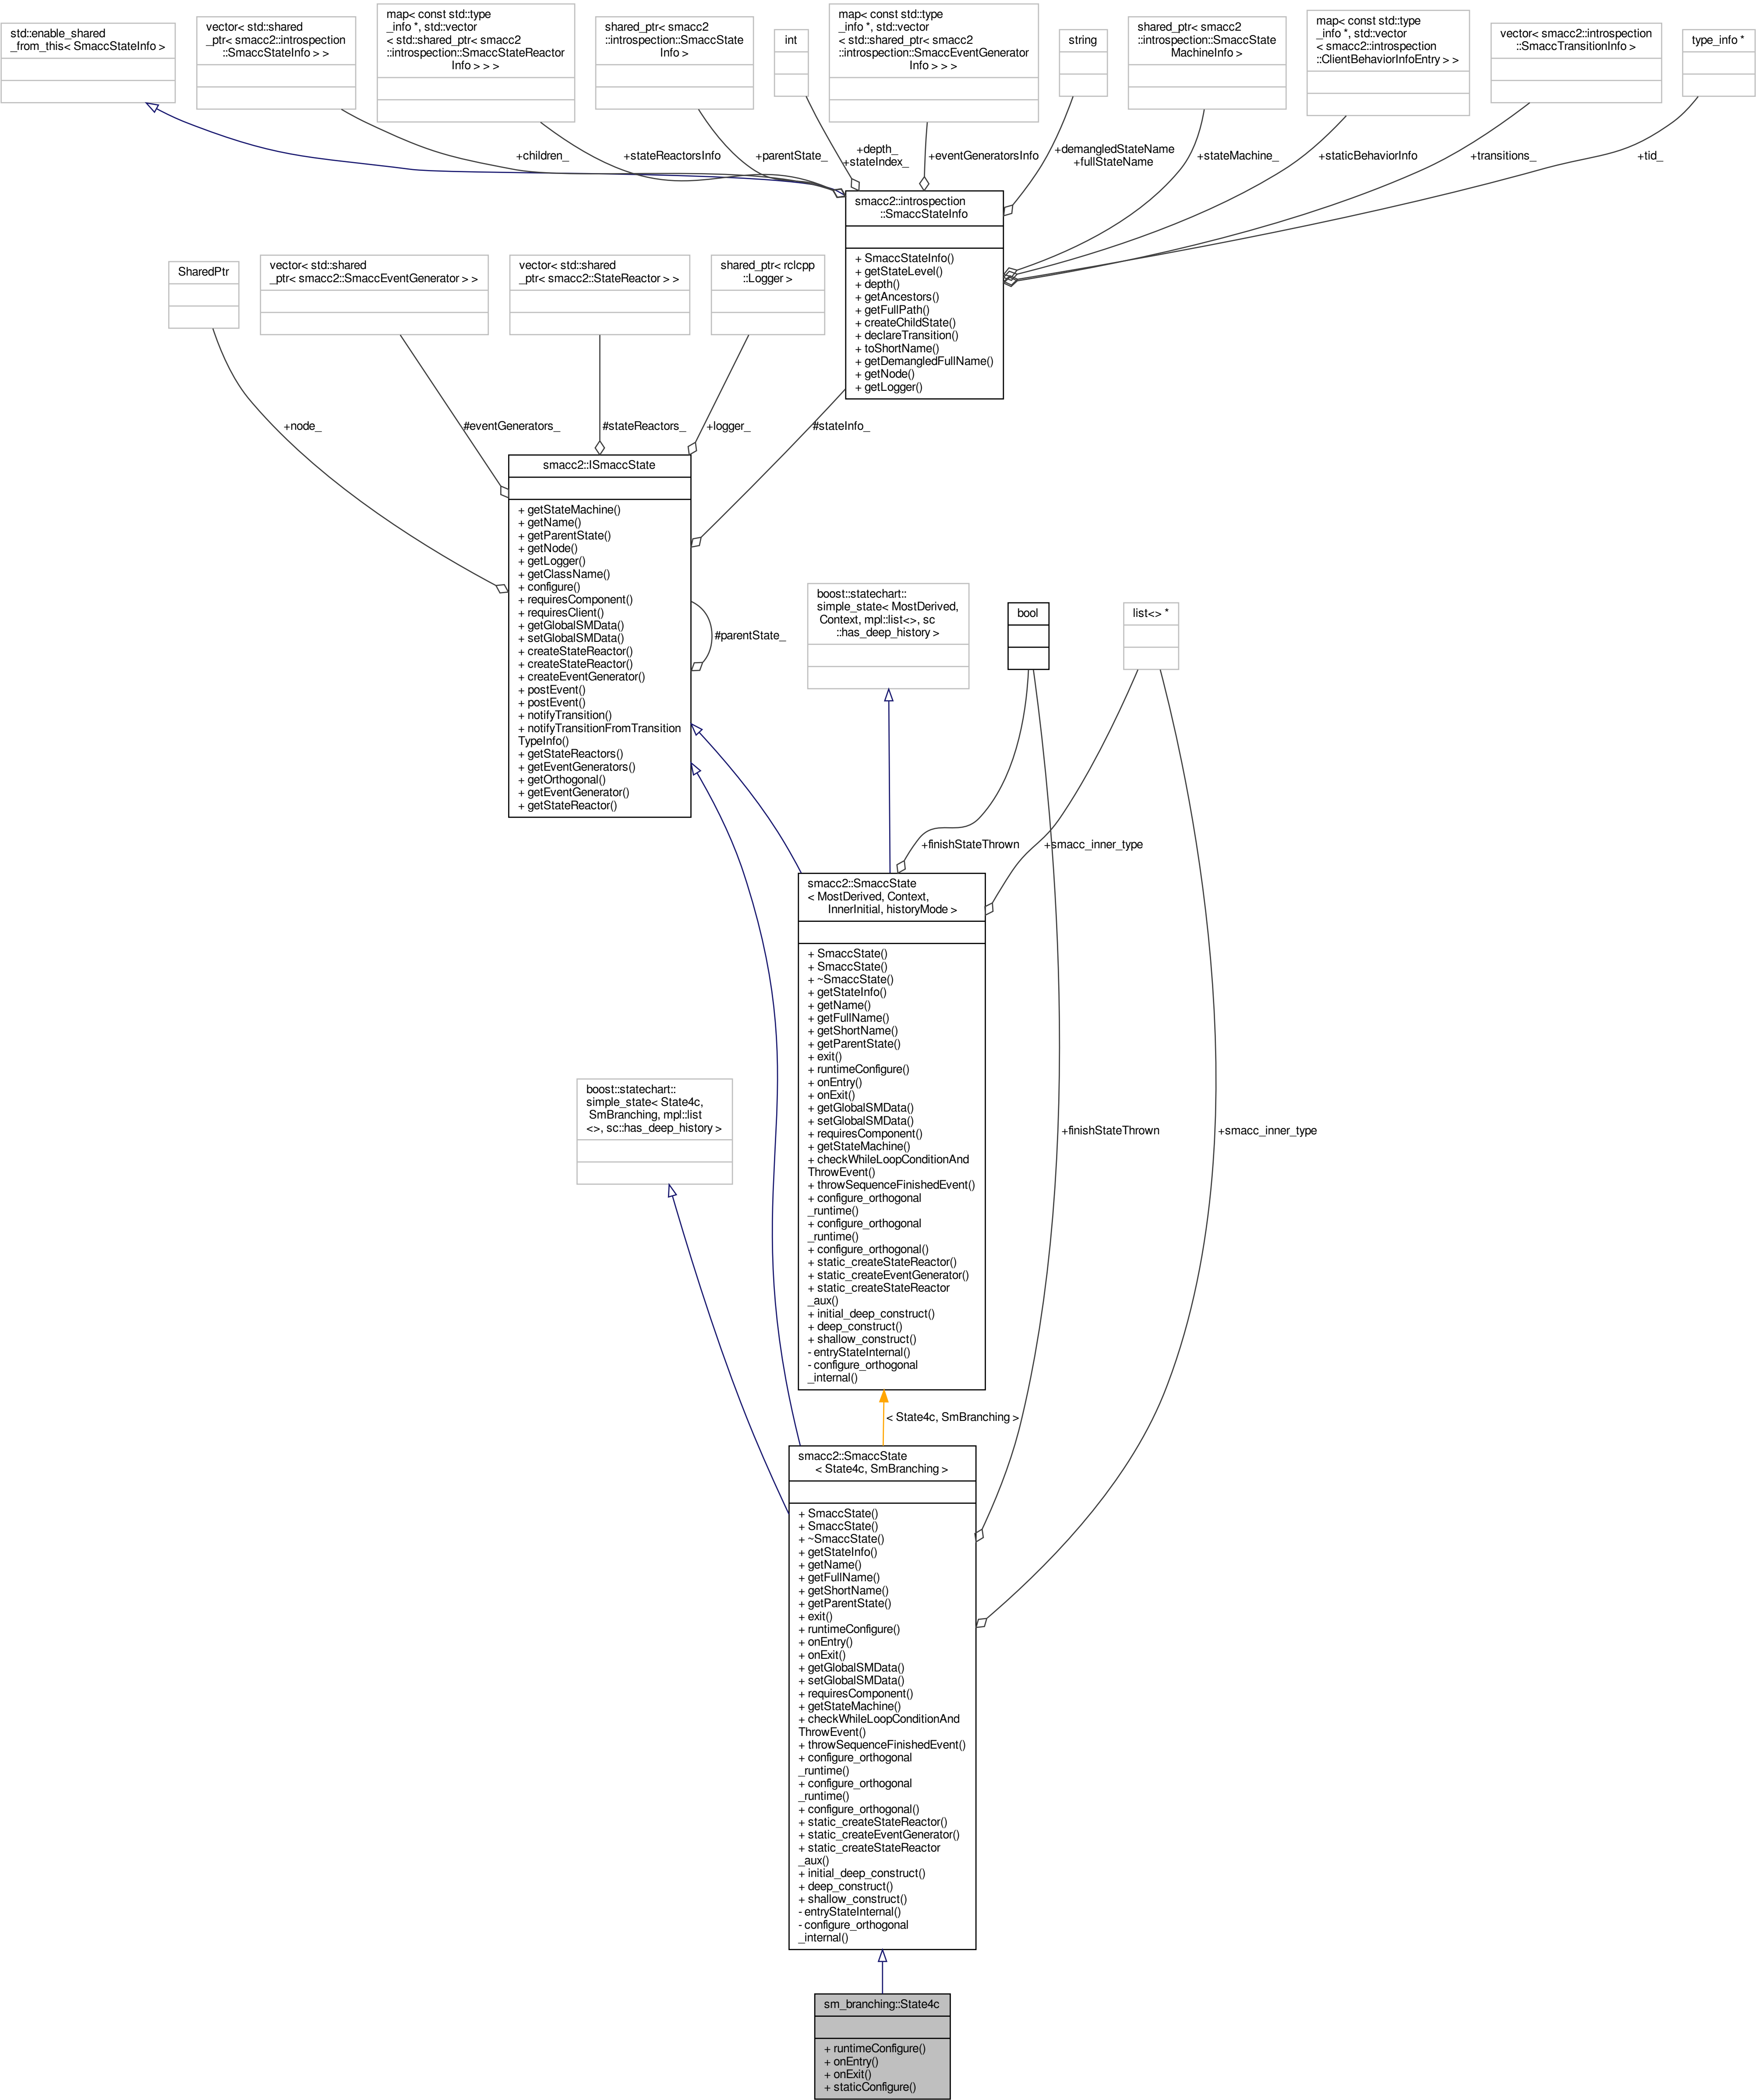 std::enable_shared
_from_this< SmaccStateInfo >
vector< std::shared
_ptr< smacc2::introspection
::SmaccStateInfo > >
map< const std::type
_info *, std::vector
< std::shared_ptr< smacc2
::introspection::SmaccStateReactor
Info > > >
shared_ptr< smacc2
::introspection::SmaccState
Info >
int
map< const std::type
_info *, std::vector
< std::shared_ptr< smacc2
::introspection::SmaccEventGenerator
Info > > >
string
shared_ptr< smacc2
::introspection::SmaccState
MachineInfo >
map< const std::type
_info *, std::vector
< smacc2::introspection
::ClientBehaviorInfoEntry > >
vector< smacc2::introspection
::SmaccTransitionInfo >
type_info *
+children_
+stateReactorsInfo
+parentState_
+depth_
+stateIndex_
+eventGeneratorsInfo
+demangledStateName
+fullStateName
+stateMachine_
+staticBehaviorInfo
+transitions_
+tid_
smacc2::introspection
::SmaccStateInfo
+ SmaccStateInfo()
+ getStateLevel()
+ depth()
+ getAncestors()
+ getFullPath()
+ createChildState()
+ declareTransition()
+ toShortName()
+ getDemangledFullName()
+ getNode()
+ getLogger()
SharedPtr
vector< std::shared
_ptr< smacc2::SmaccEventGenerator > >
vector< std::shared
_ptr< smacc2::StateReactor > >
shared_ptr< rclcpp
::Logger >
+node_
#eventGenerators_
#stateReactors_
+logger_
#stateInfo_
smacc2::ISmaccState
+ getStateMachine()
+ getName()
+ getParentState()
+ getNode()
+ getLogger()
+ getClassName()
+ configure()
+ requiresComponent()
+ requiresClient()
+ getGlobalSMData()
+ setGlobalSMData()
+ createStateReactor()
+ createStateReactor()
+ createEventGenerator()
+ postEvent()
+ postEvent()
+ notifyTransition()
+ notifyTransitionFromTransition
TypeInfo()
+ getStateReactors()
+ getEventGenerators()
+ getOrthogonal()
+ getEventGenerator()
+ getStateReactor()
#parentState_
boost::statechart::
simple_state< MostDerived,
Context, mpl::list<>, sc
::has_deep_history >
bool
list<> *
+finishStateThrown
+smacc_inner_type
smacc2::SmaccState
< MostDerived, Context,
InnerInitial, historyMode >
+ SmaccState()
+ SmaccState()
+ ~SmaccState()
+ getStateInfo()
+ getName()
+ getFullName()
+ getShortName()
+ getParentState()
+ exit()
+ runtimeConfigure()
+ onEntry()
+ onExit()
+ getGlobalSMData()
+ setGlobalSMData()
+ requiresComponent()
+ getStateMachine()
+ checkWhileLoopConditionAnd
ThrowEvent()
+ throwSequenceFinishedEvent()
+ configure_orthogonal
_runtime()
+ configure_orthogonal
_runtime()
+ configure_orthogonal()
+ static_createStateReactor()
+ static_createEventGenerator()
+ static_createStateReactor
_aux()
+ initial_deep_construct()
+ deep_construct()
+ shallow_construct()
- entryStateInternal()
- configure_orthogonal
_internal()
boost::statechart::
simple_state< State4c,
SmBranching, mpl::list
<>, sc::has_deep_history >
+finishStateThrown
+smacc_inner_type
< State4c, SmBranching >
smacc2::SmaccState
< State4c, SmBranching >
+ SmaccState()
+ SmaccState()
+ ~SmaccState()
+ getStateInfo()
+ getName()
+ getFullName()
+ getShortName()
+ getParentState()
+ exit()
+ runtimeConfigure()
+ onEntry()
+ onExit()
+ getGlobalSMData()
+ setGlobalSMData()
+ requiresComponent()
+ getStateMachine()
+ checkWhileLoopConditionAnd
ThrowEvent()
+ throwSequenceFinishedEvent()
+ configure_orthogonal
_runtime()
+ configure_orthogonal
_runtime()
+ configure_orthogonal()
+ static_createStateReactor()
+ static_createEventGenerator()
+ static_createStateReactor
_aux()
+ initial_deep_construct()
+ deep_construct()
+ shallow_construct()
- entryStateInternal()
- configure_orthogonal
_internal()
sm_branching::State4c
+ runtimeConfigure()
+ onEntry()
+ onExit()
+ staticConfigure()